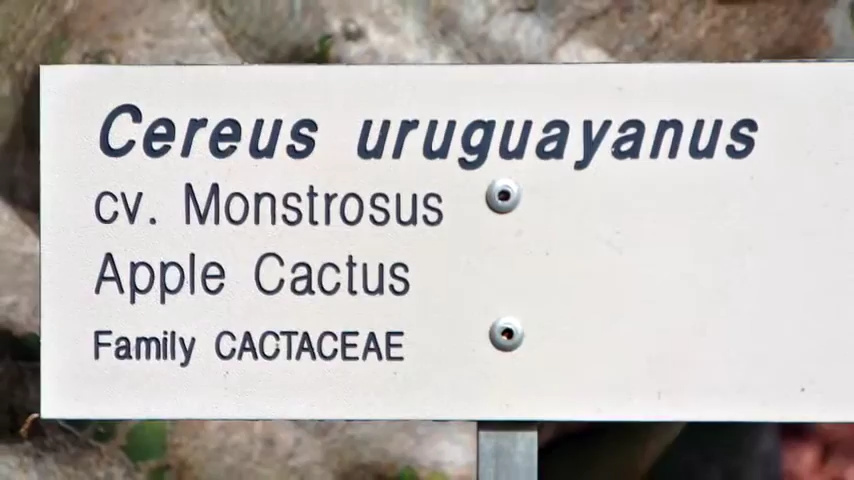 Cereus uruguayanus
cv. Monstrosus
Apple Cactus
Family CACTACEAE